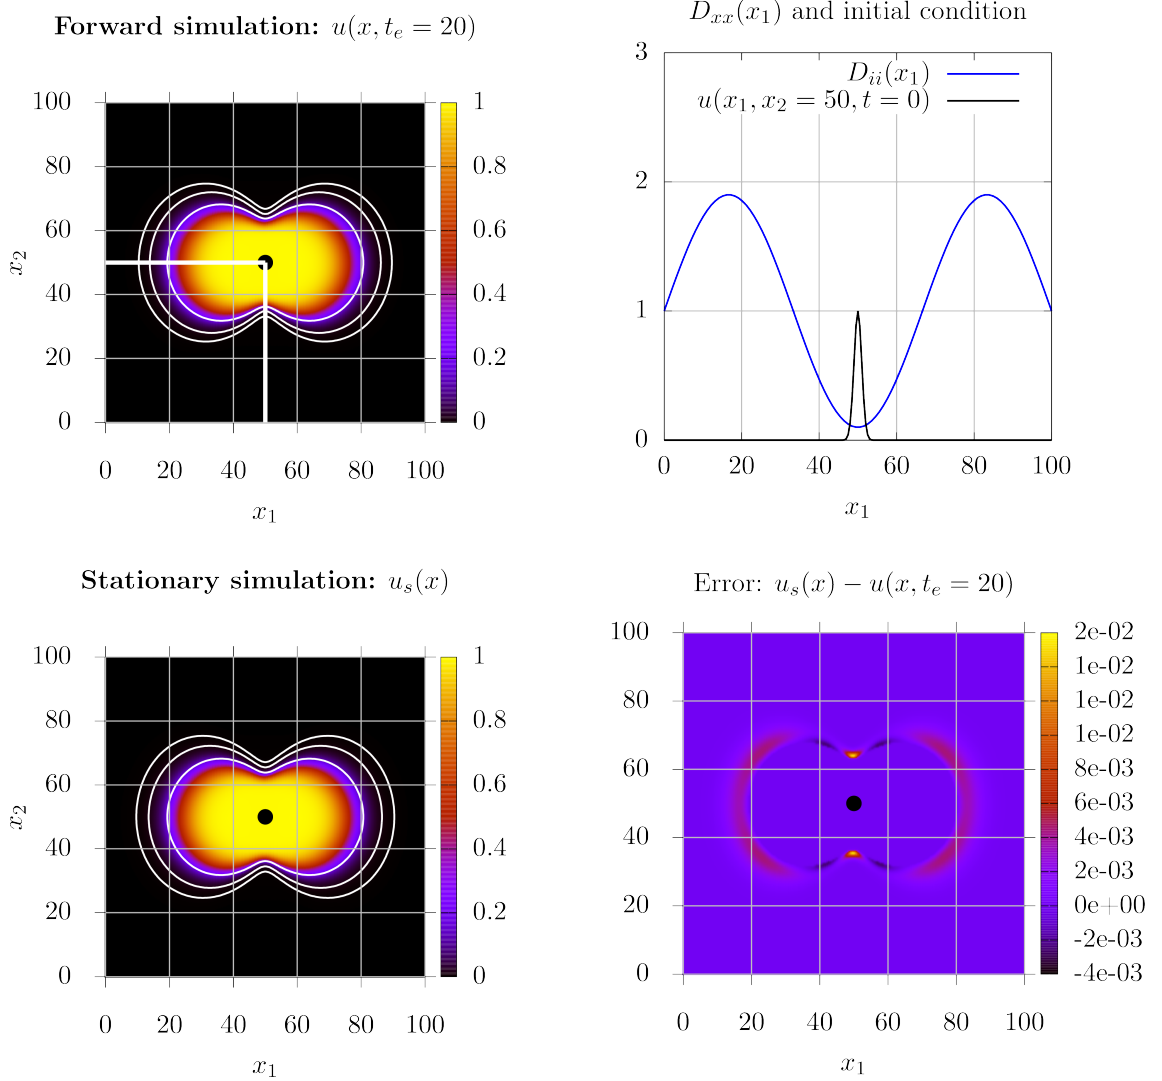 Forward simulation: u(x, t_e = 20)
100
80
60
40
20
0
x_2
0 20 40 60 80 100
x_1
1
0.8
0.6
0.4
0.2
0
D_{xx}(x_1) and initial condition
D_{ii}(x_1)
u(x_1, x_2 = 50, t = 0)
3
2
1
0
0 20 40 60 80 100
x_1
Stationary simulation: u_s(x)
100
80
60
40
20
0
x_2
0 20 40 60 80 100
x_1
1
0.8
0.6
0.4
0.2
0
Error: u_s(x) − u(x, t_e = 20)
100
80
60
40
20
0
0 20 40 60 80 100
x_1
2e-02
1e-02
1e-02
1e-02
8e-03
6e-03
4e-03
2e-03
0e+00
-2e-03
-4e-03